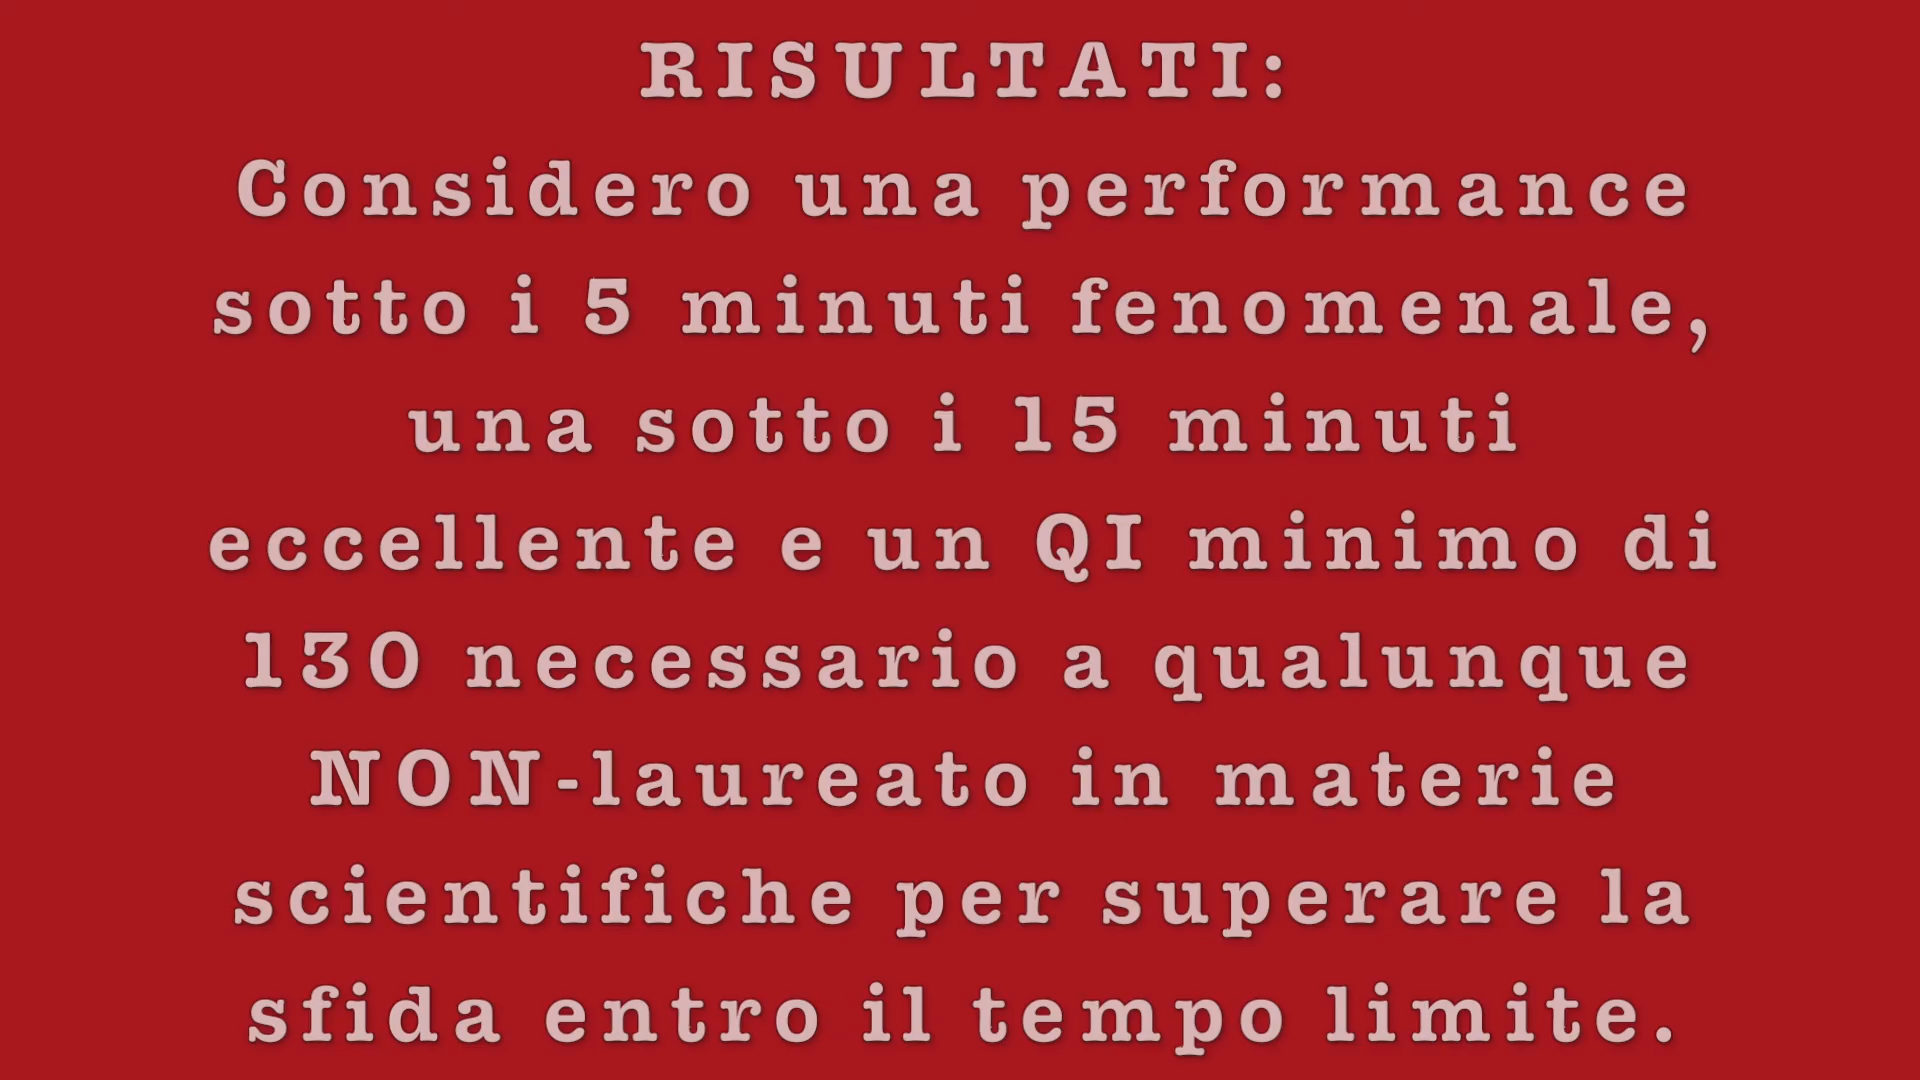 RISULTATI:
Considero una performance
sotto i 5 minuti fenomenale,
una sotto i 15 minuti
eccellente e un QI minimo di
130 necessario a qualunque
NON-laureato in materie
scientifiche per superare la
sfida entro il tempo limite.